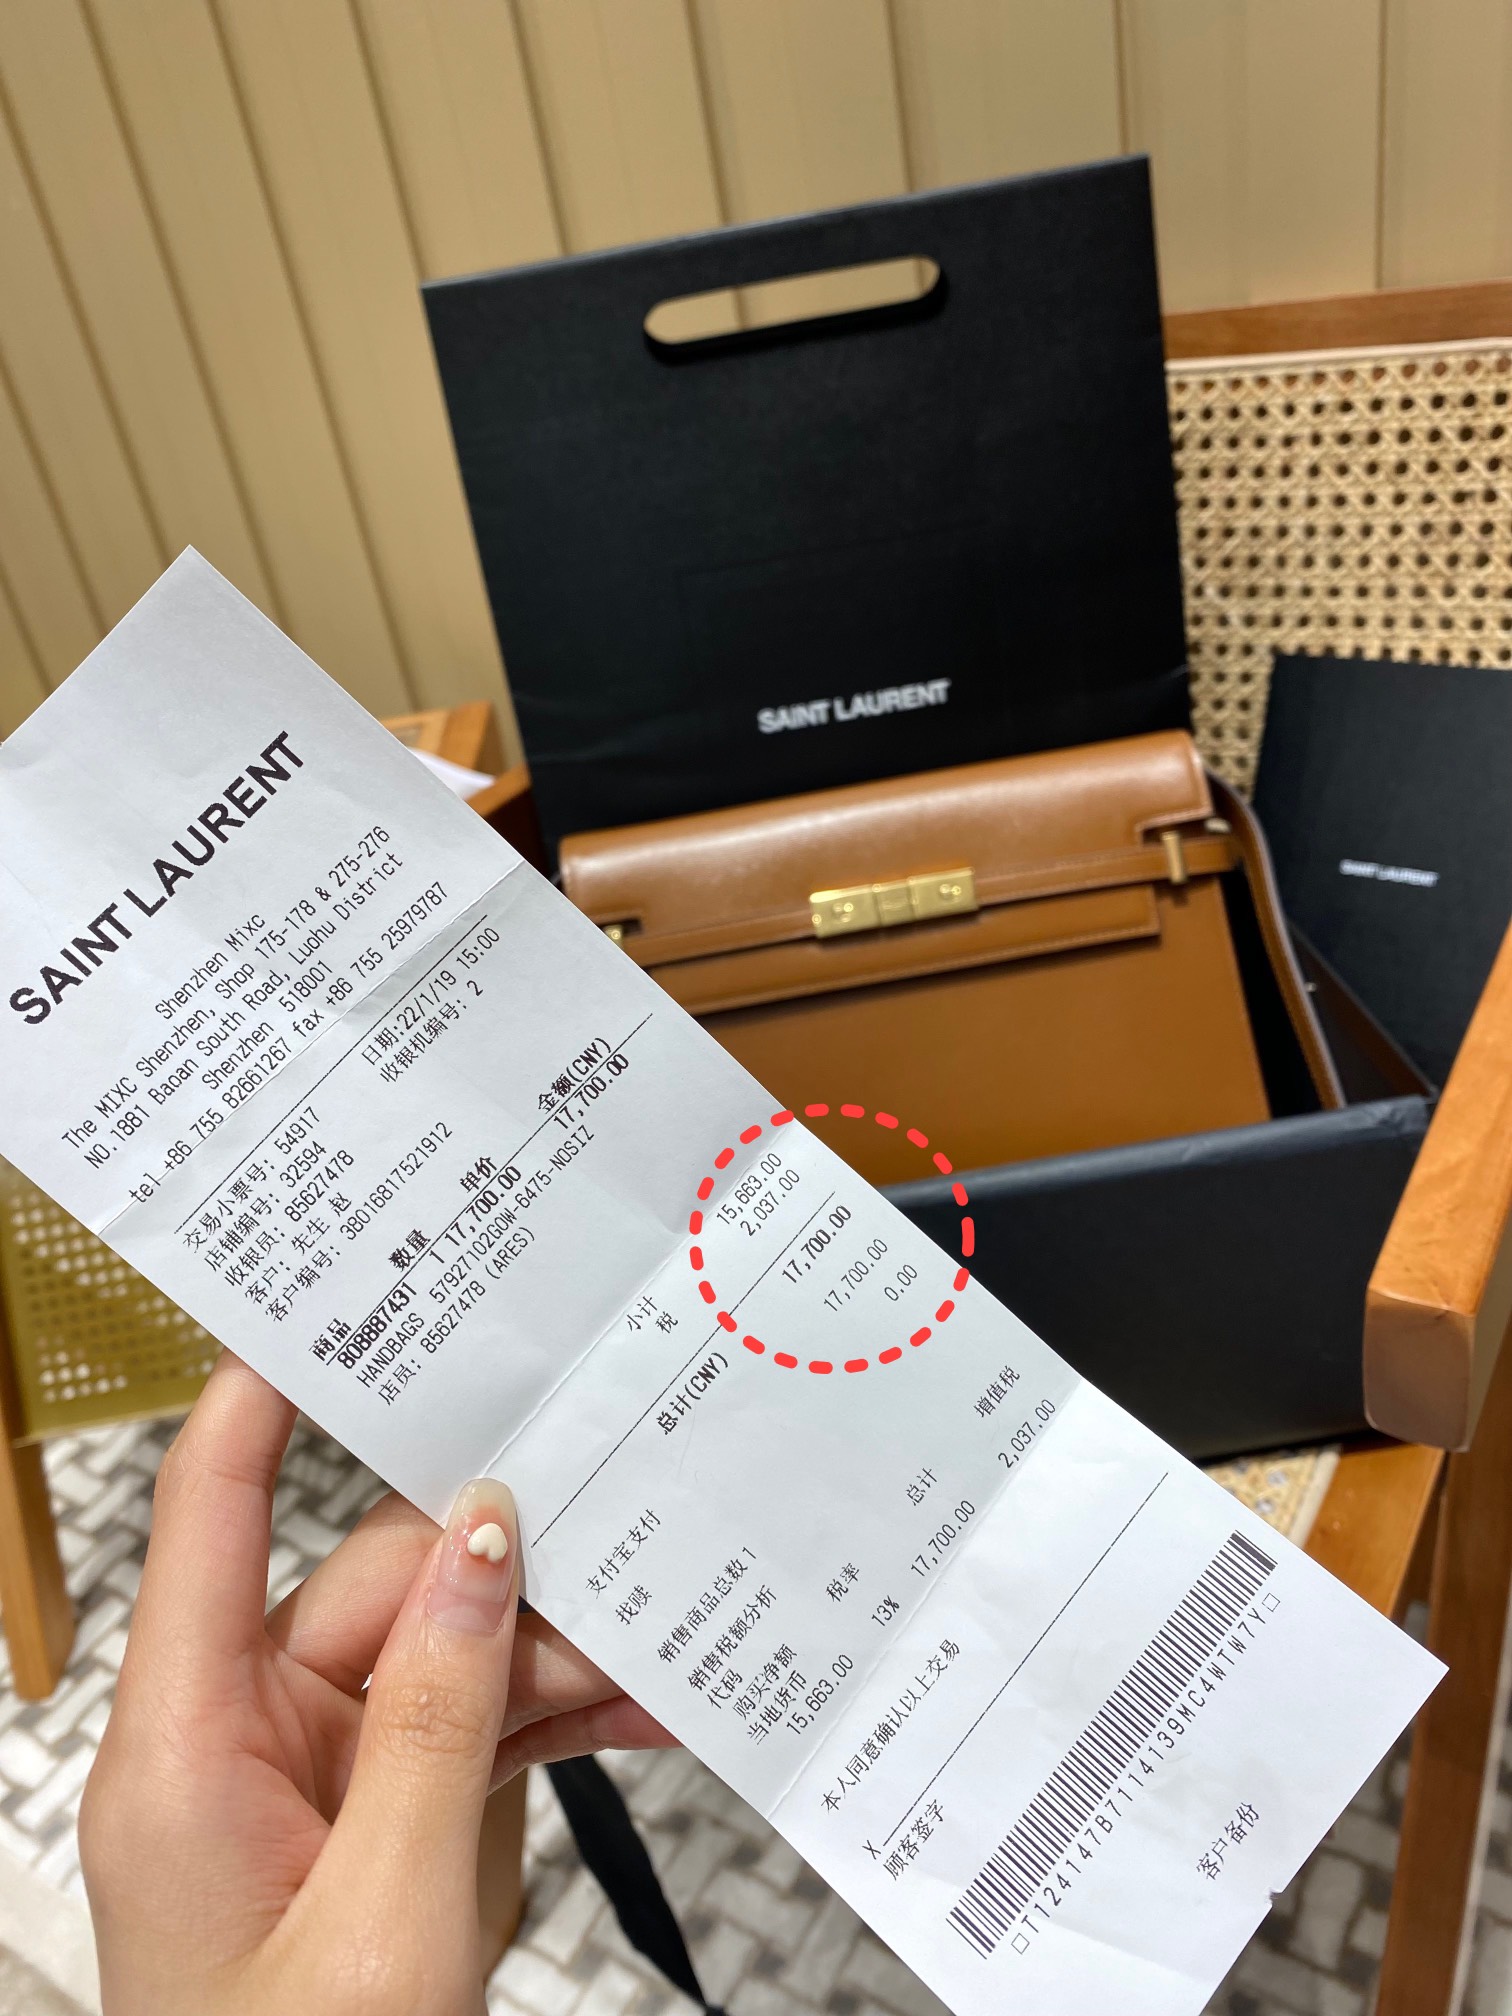 SAINT LAURENT
SAINT LAURENT
SAINT LAURENT
Shenzhen Mixc
The MIXC Shenzhen, Shop 175-178 & 275-276
NO.1881 Baoan South Road, Luohu District
Shenzhen 518001
tel +86 755 82661267 fax +86 755 25979787
交易小票号: 54917 日期:22/1/19 15:00
店铺编号: 32594 收银机编号: 2
收银员: 85627478
客户: 先生 赵
客户编号: 38016817521912
商品 数量 单价 金额(CNY)
808887431 1 17,700.00 17,700.00
HANDBAGS 57927102GOW-6475-NOSIZ
店员: 85627478 (ARES)
小计 15,663.00
税 2,037.00
总计(CNY) 17,700.00
支付宝支付 17,700.00
找赎 0.00
销售商品总数 1
销售税额分析
代码 税率 总计 增值税
购买净额
当地货币 13% 17,700.00 2,037.00
15,663.00
本人同意确认以上交易
X
顾客签字
□T124147B7114139MC4WTW7Y□
客户备份